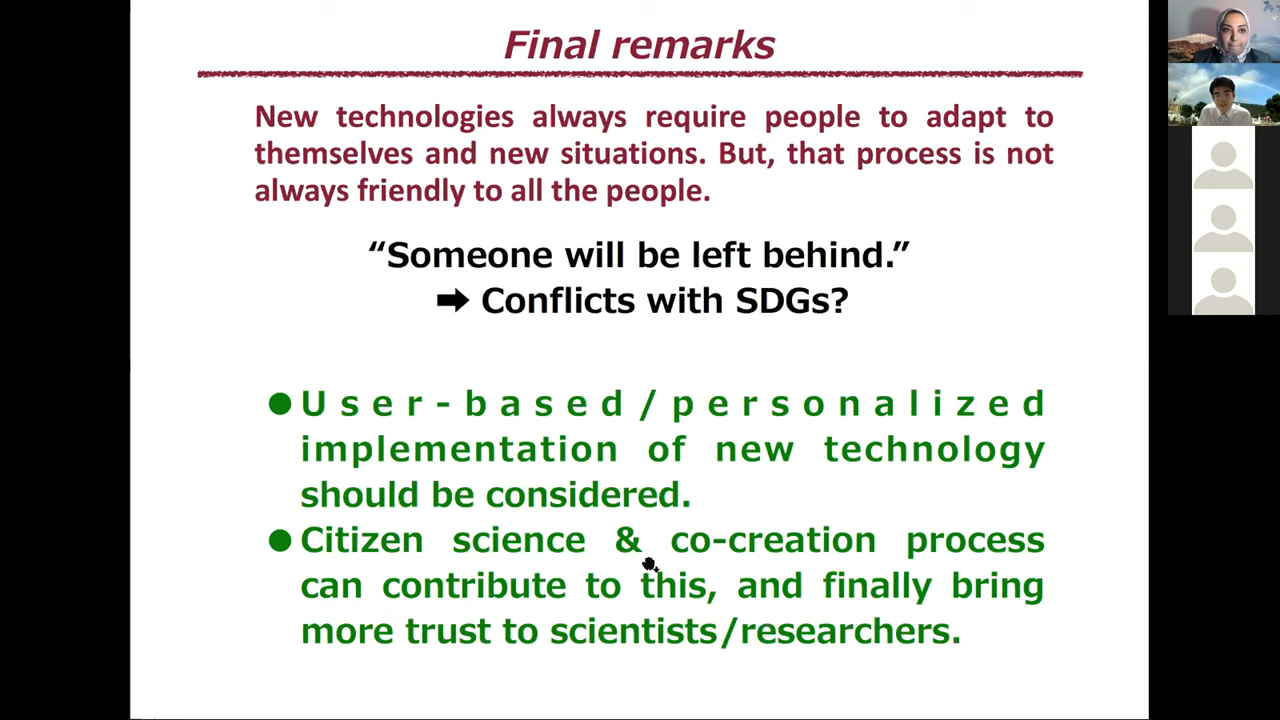 Final remarks
New technologies always require people to adapt to
themselves and new situations. But, that process is not
always friendly to all the people.
“Someone will be left behind.”
➡ Conflicts with SDGs?
●User-based/personalized
implementation of new technology
should be considered.
●Citizen science & co-creation process
can contribute to this, and finally bring
more trust to scientists/researchers.